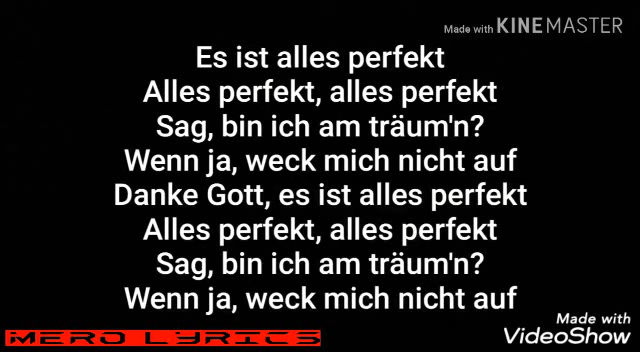 Made with KINEMASTER
Es ist alles perfekt
Alles perfekt, alles perfekt
Sag, bin ich am träum'n?
Wenn ja, weck mich nicht auf
Danke Gott, es ist alles perfekt
Alles perfekt, alles perfekt
Sag, bin ich am träum'n?
Wenn ja, weck mich nicht auf
MERO LYRICS
Made with
VideoShow